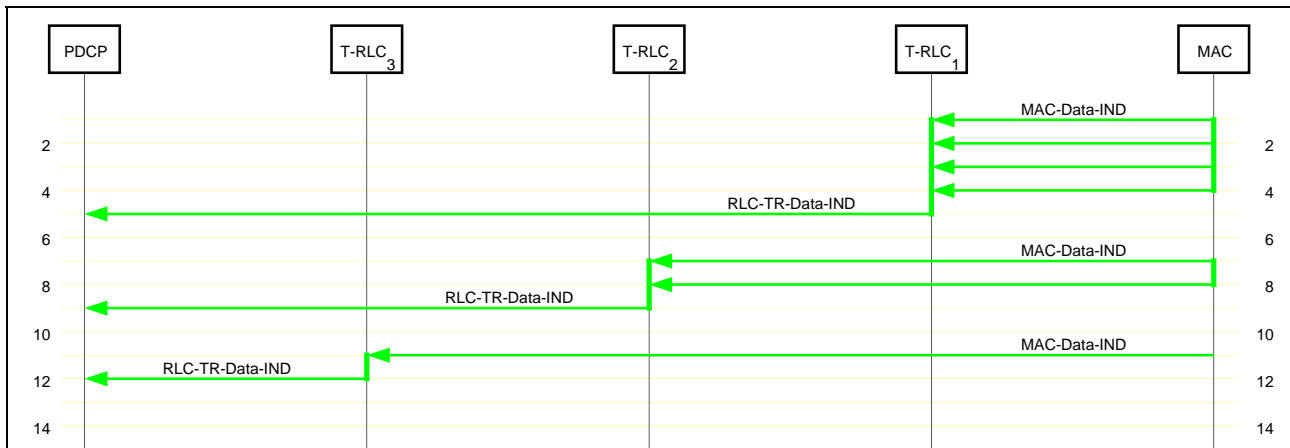 PDCP T-RLC3 T-RLC2 T-RLC1 MAC
MAC-Data-IND
2 2
4 4
RLC-TR-Data-IND
6 6
MAC-Data-IND
8 8
RLC-TR-Data-IND
10 10
MAC-Data-IND
RLC-TR-Data-IND
12 12
14 14